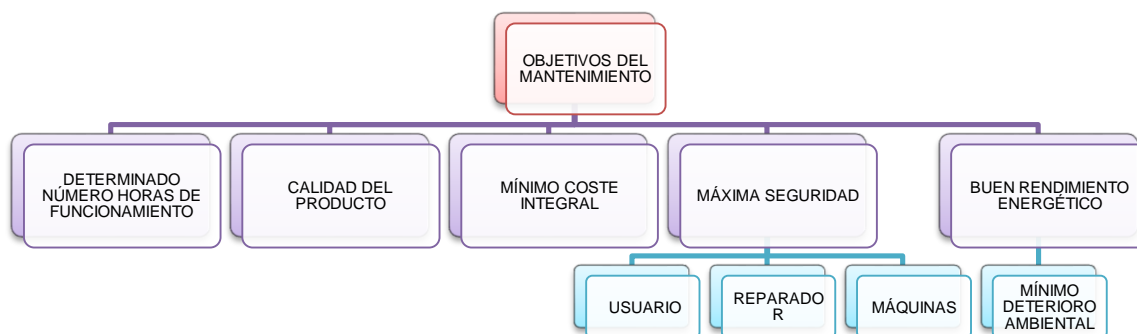 OBJETIVOS DEL
MANTENIMIENTO
DETERMINADO
NÚMERO HORAS DE
FUNCIONAMIENTO
CALIDAD DEL
PRODUCTO
MÍNIMO COSTE
INTEGRAL
MÁXIMA SEGURIDAD
BUEN RENDIMIENTO
ENERGÉTICO
USUARIO
REPARADO
R
MÁQUINAS
MÍNIMO
DETERIORO
AMBIENTAL